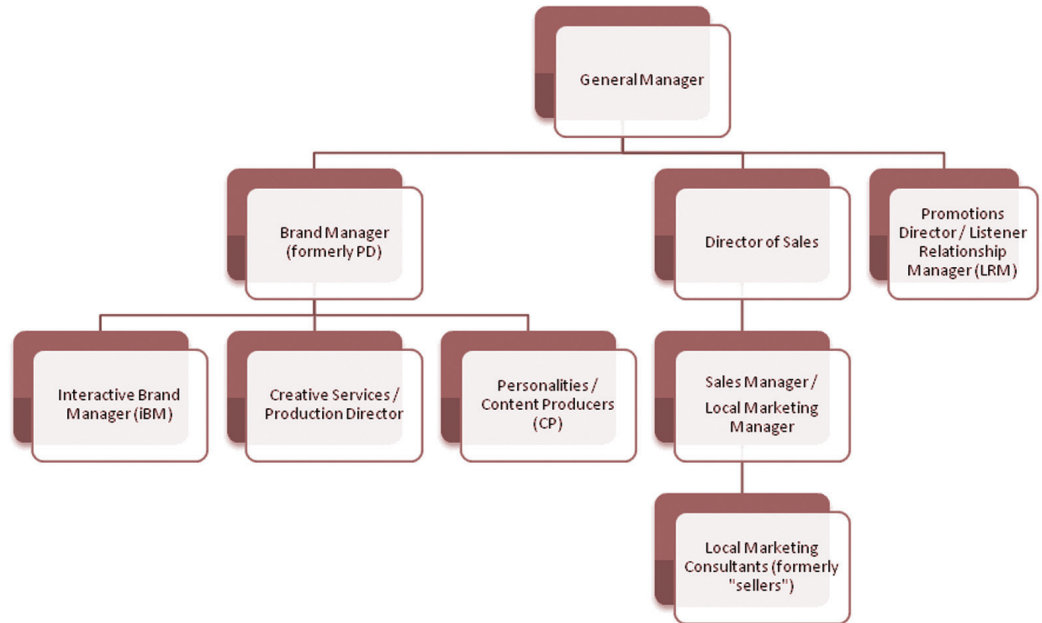 General Manager
Brand Manager
(formerly PD)
Director of Sales
Promotions
Director / Listener
Relationship
Manager (LRM)
Interactive Brand
Manager (iBM)
Creative Services /
Production Director
Personalities /
Content Producers
(CP)
Sales Manager /
Local Marketing
Manager
Local Marketing
Consultants (formerly
"sellers")